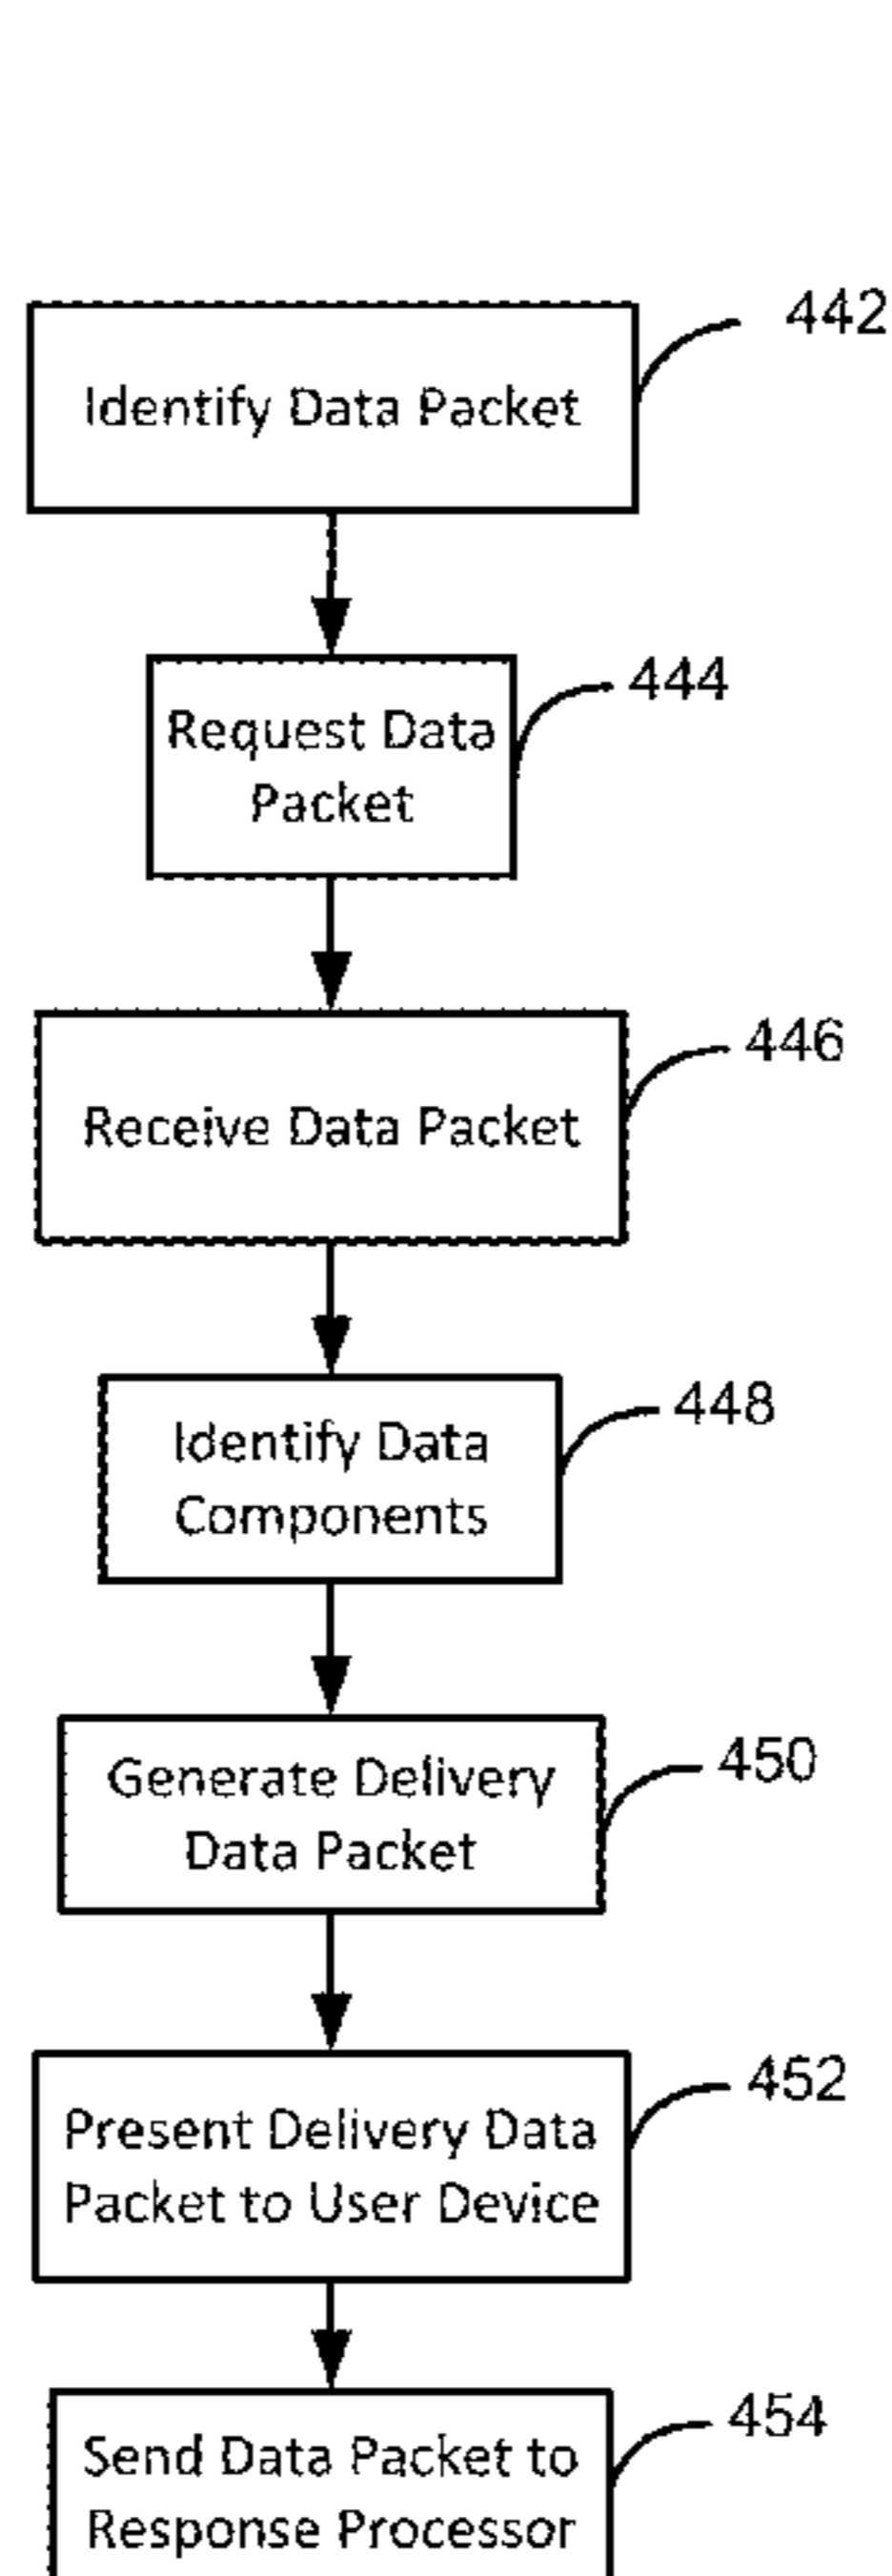 442
Identify Data Packet
444
Request Data
Packet
446
Receive Data Packet
448
Identify Data
Components
450
Generate Delivery
Data Packet
452
Present Delivery Data
Packet to User Device
454
Send Data Packet to
Response Processor